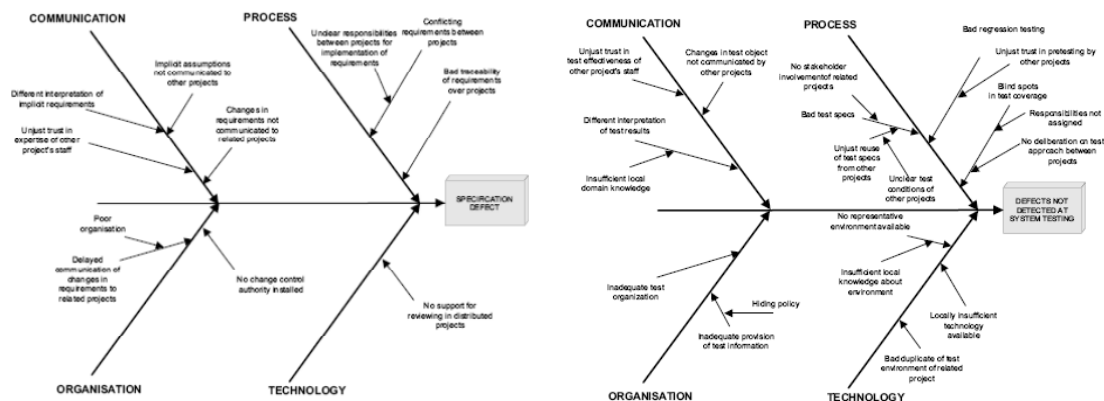 COMMUNICATION
PROCESS
Implicit assumptions
not communicated to
other projects
Different interpretation
of implicit requirements
Unjust trust in
expertise of other
project's staff
Changes in
requirements not
communicated to
related projects
Unclear responsibilities
between projects for
implementation of
requirements
Conflicting
requirements between
projects
Bad traceability
of requirements
over projects
SPECIFICATION
DEFECT
Poor
organisation
Delayed
communication of
changes in
requirements to
related projects
No change control
authority installed
No support for
reviewing in distributed
projects
ORGANISATION
TECHNOLOGY
COMMUNICATION
PROCESS
Unjust trust in
test effectiveness of
other project's staff
Changes in test object
not communicated by
other projects
Different interpretation
of test results
Insufficient local
domain knowledge
Bad regression testing
Unjust trust in pretesting by
other projects
No stakeholder
involvement of related
projects
Blind spots
in test coverage
Bad test specs
Responsibilities not
assigned
Unjust reuse
of test specs
from other
projects
No deliberation on test
approach between
projects
Unclear test
conditions of
other projects
DEFECTS NOT
DETECTED AT
SYSTEM TESTING
No representative
environment available
Inadequate test
organization
Insufficient local
knowledge about
environment
Hiding policy
Inadequate provision
of test information
Locally insufficient
technology
available
Bad duplicate of test
environment of related
project
ORGANISATION
TECHNOLOGY